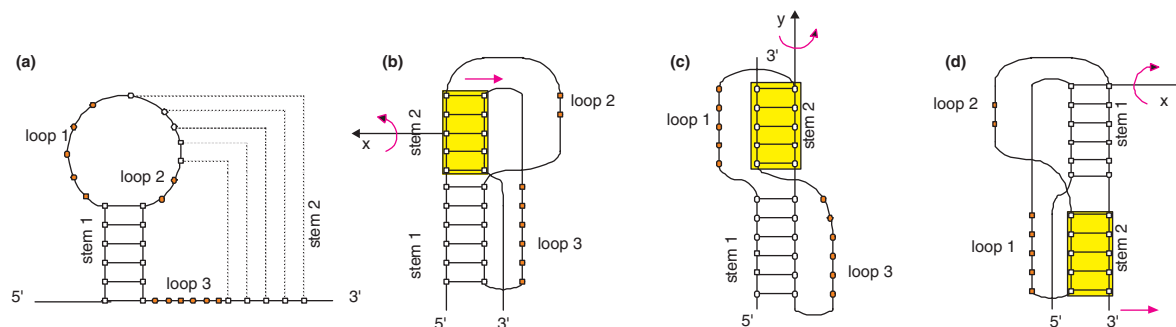 (a)
loop 1
loop 2
stem 1
stem 2
loop 3
5'
3'
(b)
x
stem 2
loop 2
stem 1
loop 3
5'
3'
(c)
y
3'
loop 1
stem 2
stem 1
loop 3
5'
(d)
x
loop 2
stem 1
loop 1
stem 2
5'
3'